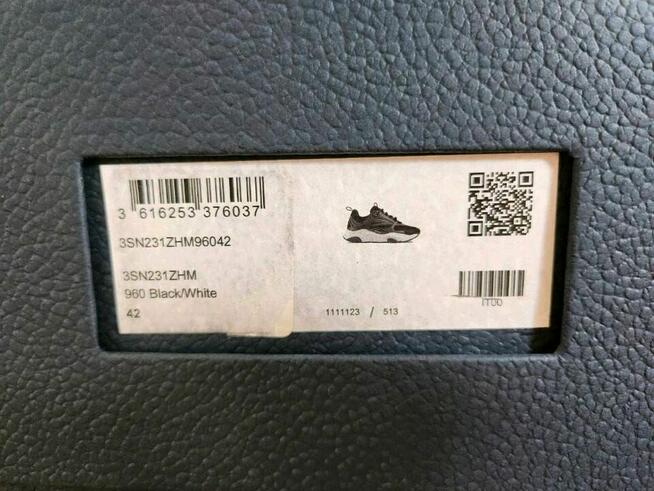 3 616253 376037
3SN231ZHM96042
3SN231ZHM
960 Black/White
42
1111123 / 513
IT00